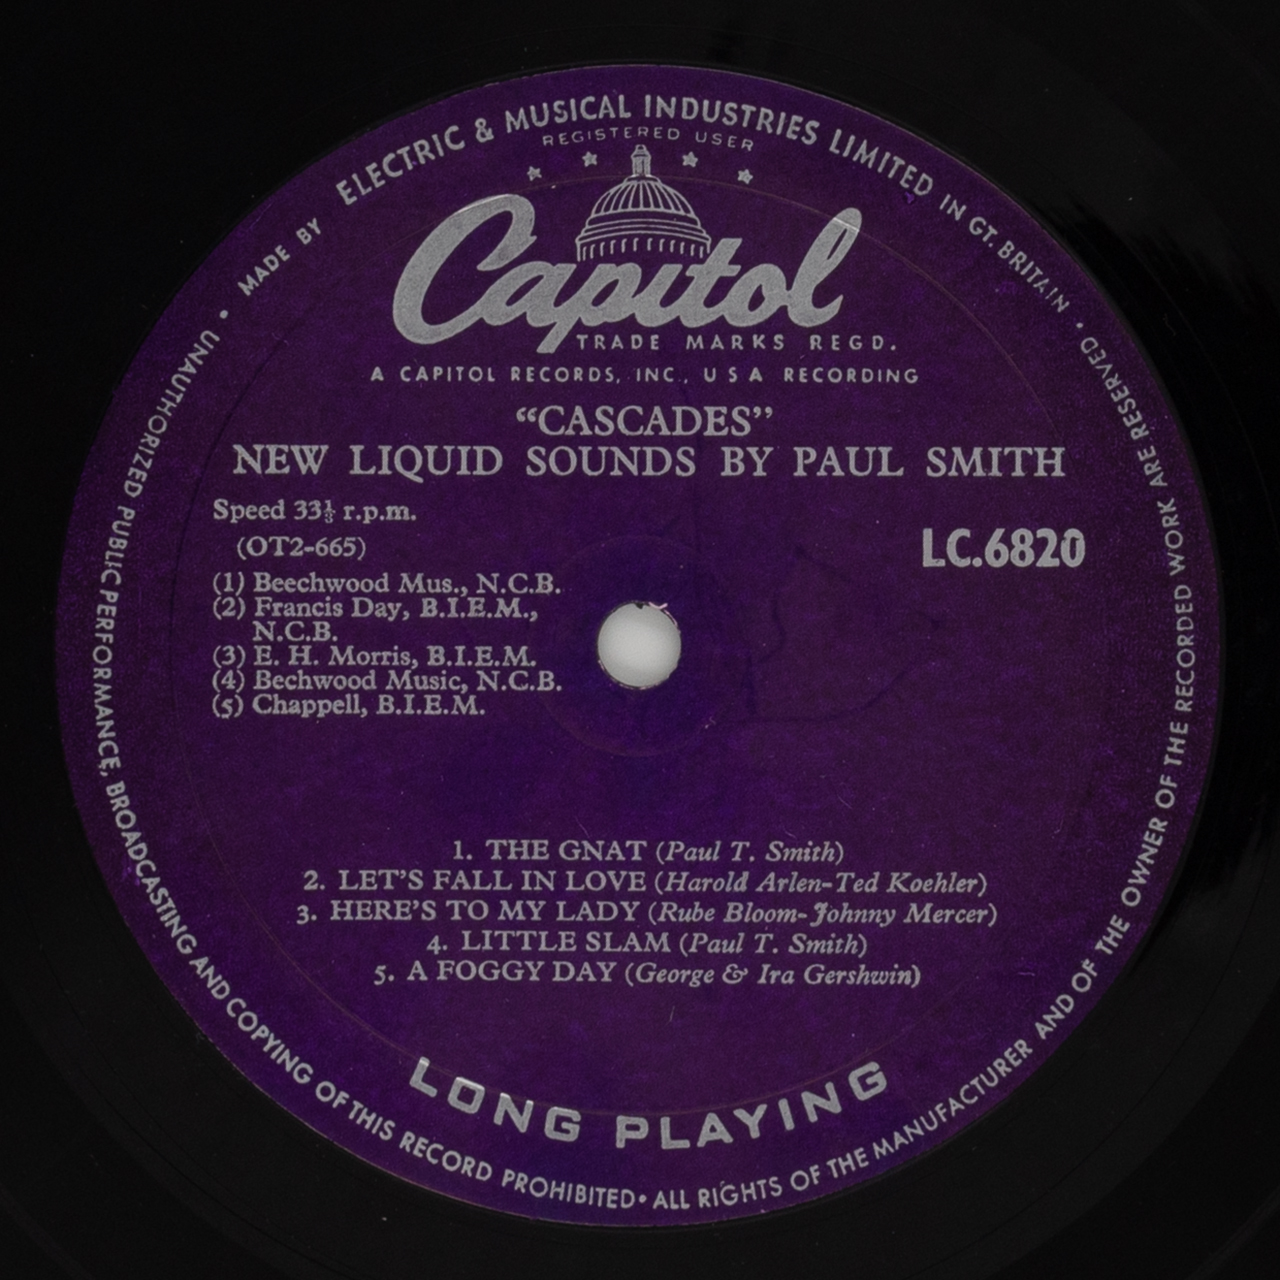 MADE BY ELECTRIC & MUSICAL INDUSTRIES LIMITED IN GT. BRITAIN •
REGISTERED USER
Capitol
TRADE MARKS REGD.
A CAPITOL RECORDS, INC., U S A RECORDING
“CASCADES”
NEW LIQUID SOUNDS BY PAUL SMITH
Speed 33⅓ r.p.m.
(OT2-665)
LC.6820
(1) Beechwood Mus., N.C.B.
(2) Francis Day, B.I.E.M.,
N.C.B.
(3) E. H. Morris, B.I.E.M.
(4) Bechwood Music, N.C.B.
(5) Chappell, B.I.E.M.
1. THE GNAT (Paul T. Smith)
2. LET'S FALL IN LOVE (Harold Arlen-Ted Koehler)
3. HERE'S TO MY LADY (Rube Bloom-Johnny Mercer)
4. LITTLE SLAM (Paul T. Smith)
5. A FOGGY DAY (George & Ira Gershwin)
LONG PLAYING
• UNAUTHORIZED PUBLIC PERFORMANCE, BROADCASTING AND COPYING OF THIS RECORD PROHIBITED • ALL RIGHTS OF THE MANUFACTURER AND OF THE OWNER OF THE RECORDED WORK ARE RESERVED